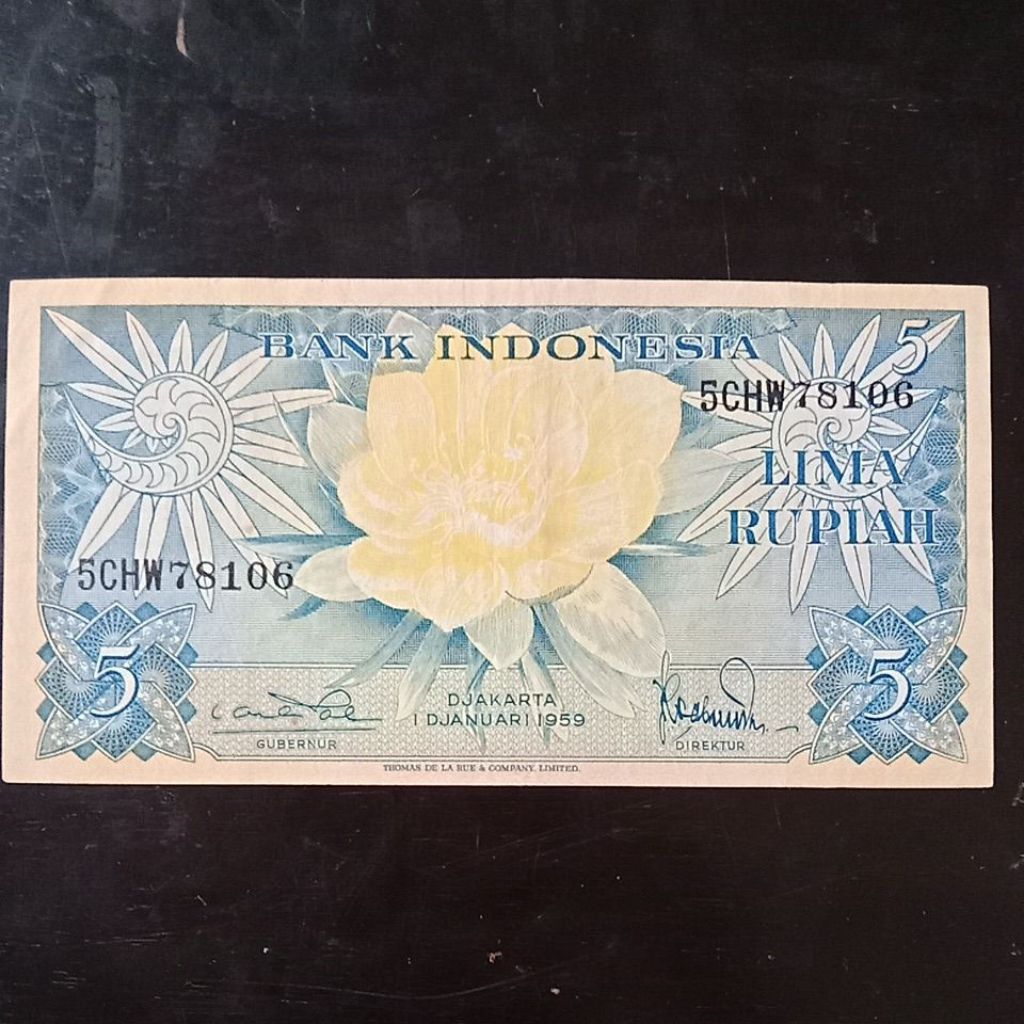 BANK INDONESIA
5
5CHW78106
LIMA
RUPIAH
5CHW78106
5
5
DJAKARTA
1 DJANUARI 1959
GUBERNUR
DIREKTUR
THOMAS DE LA RUE & COMPANY, LIMITED.